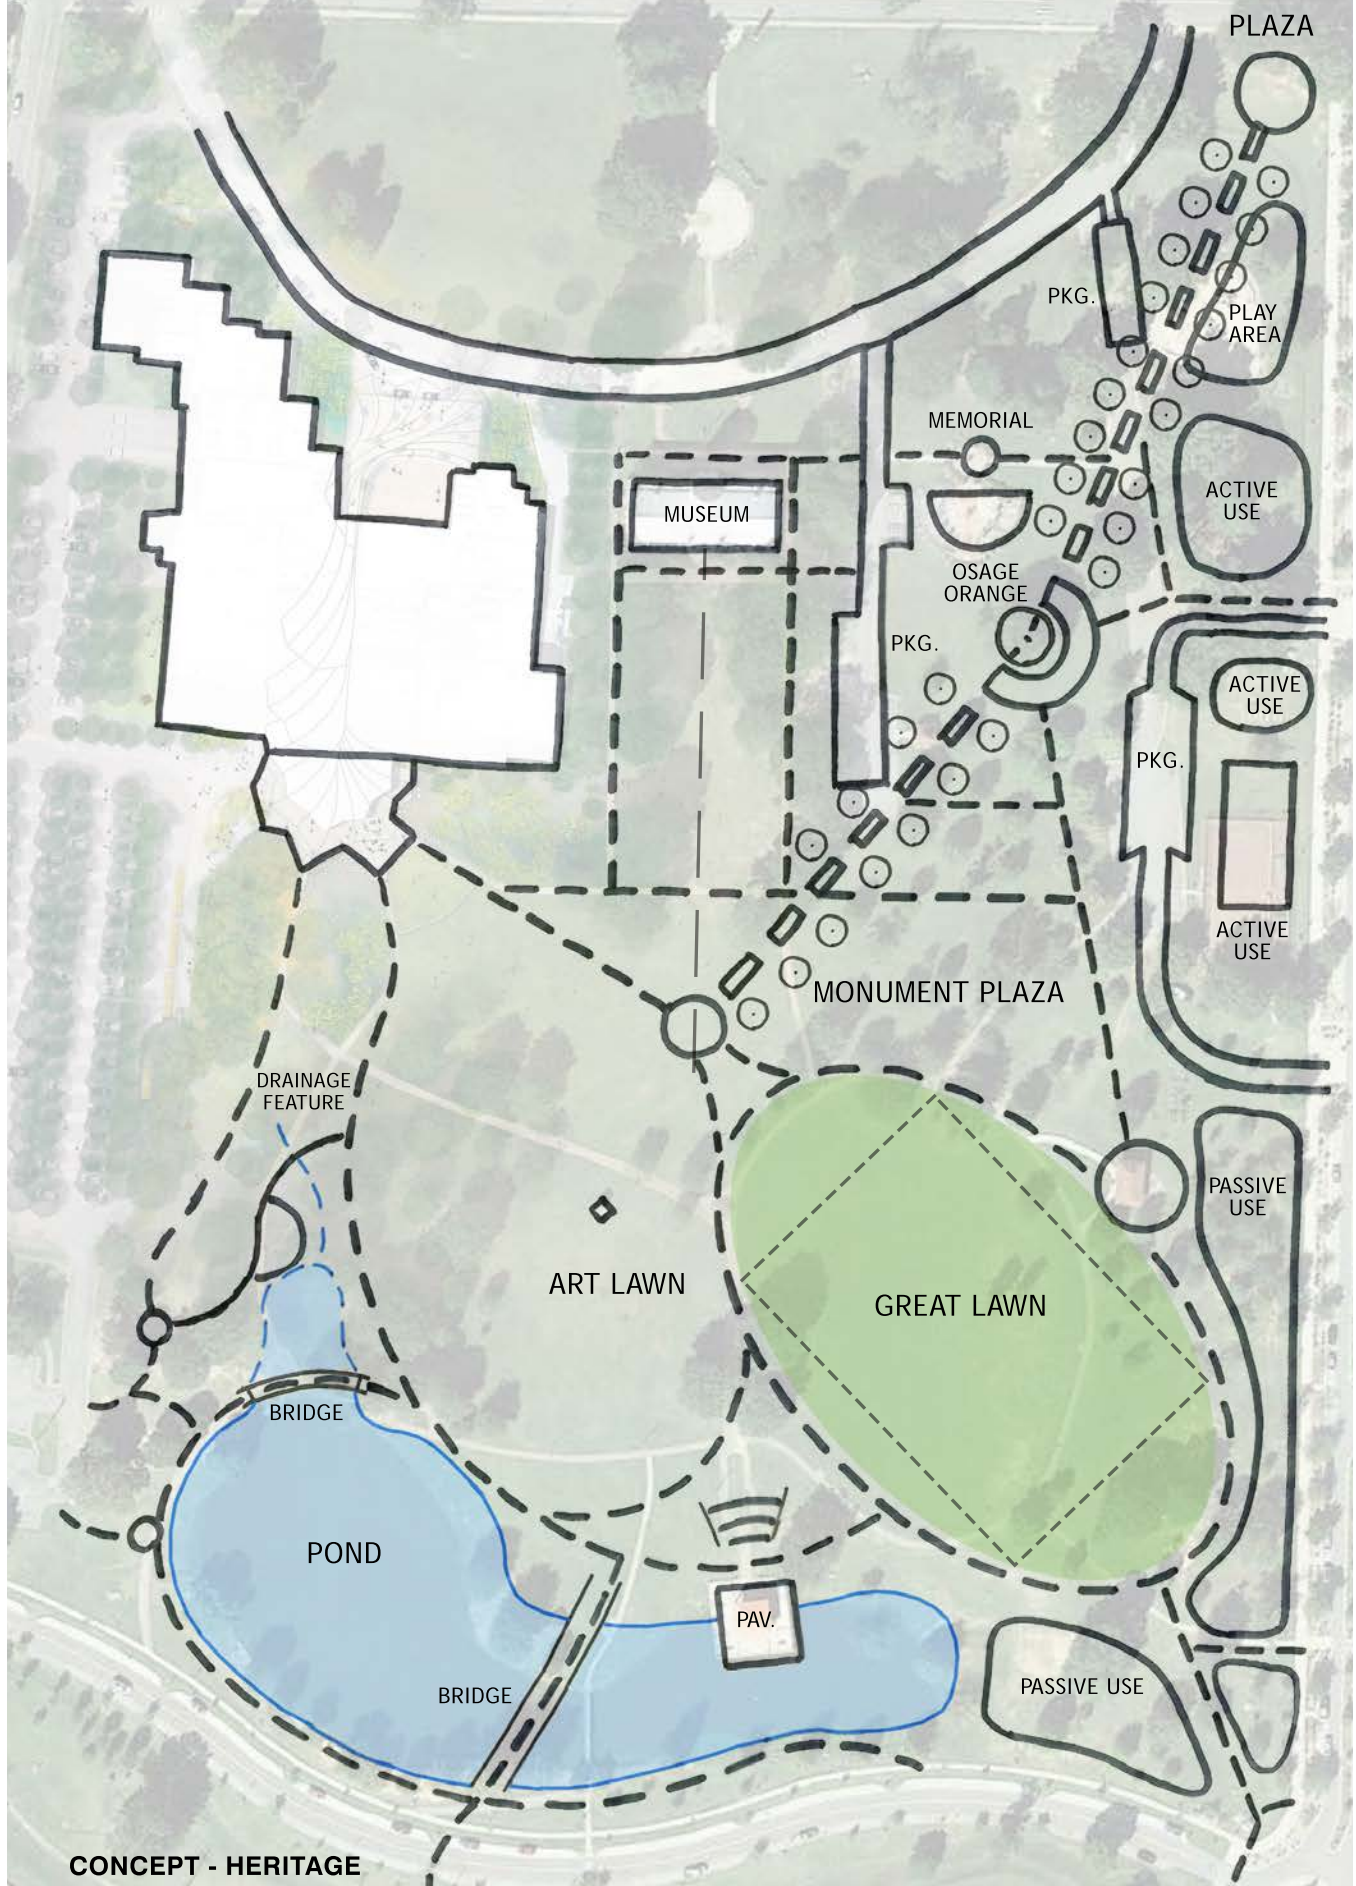 PLAZA
PKG.
PLAY
AREA
MEMORIAL
ACTIVE
USE
MUSEUM
OSAGE
ORANGE
PKG.
ACTIVE
USE
PKG.
ACTIVE
USE
MONUMENT PLAZA
DRAINAGE
FEATURE
PASSIVE
USE
ART LAWN
GREAT LAWN
BRIDGE
POND
PAV.
BRIDGE
PASSIVE USE
CONCEPT - HERITAGE